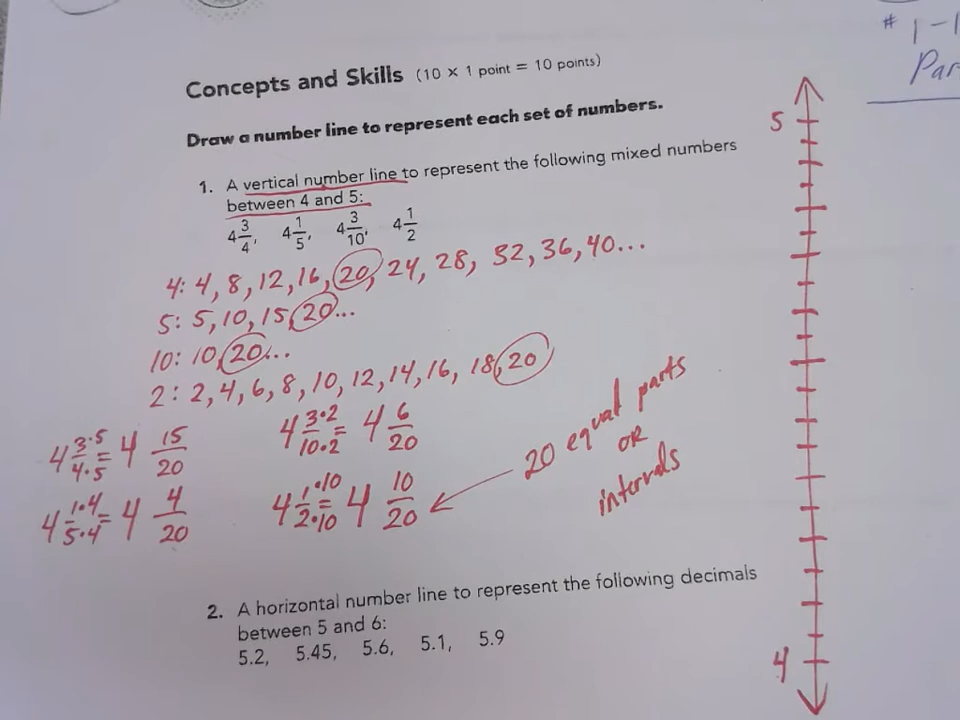 # 1-1
Concepts and Skills (10 × 1 point = 10 points)
Draw a number line to represent each set of numbers.
5
1. A vertical number line to represent the following mixed numbers
between 4 and 5:
4 3/4, 4 1/5, 4 3/10, 4 1/2
4: 4, 8, 12, 16, 20, 24, 28, 32, 36, 40...
5: 5, 10, 15, 20...
10: 10, 20...
2: 2, 4, 6, 8, 10, 12, 14, 16, 18, 20
4 3·5/4·5 = 4 15/20
4 3·2/10·2 = 4 6/20
4 1·4/5·4 = 4 4/20
4 1·10/2·10 = 4 10/20
20 equal parts
OR
intervals
2. A horizontal number line to represent the following decimals
between 5 and 6:
5.2, 5.45, 5.6, 5.1, 5.9
4